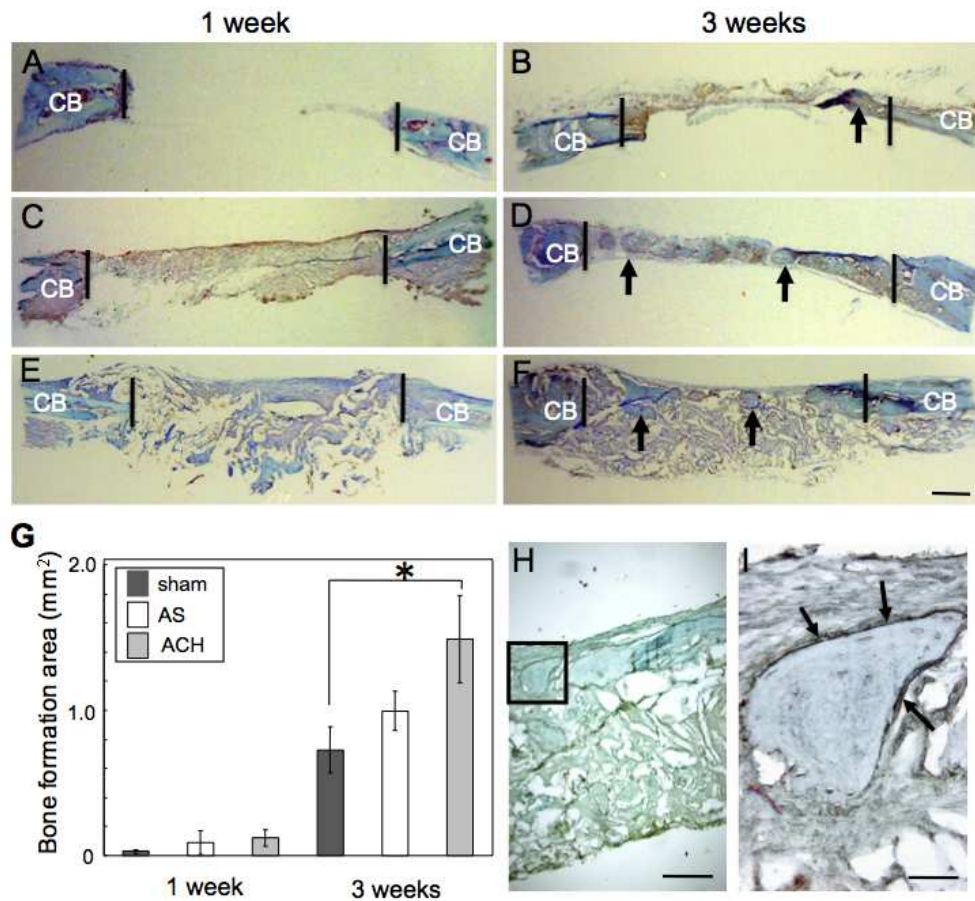 1 week 3 weeks
A B
CB CB CB CB
C D
CB CB CB CB
E F
CB CB CB CB
G
Bone formation area (mm²)
2.0
1.0
0
sham
AS
ACH
*
1 week 3 weeks
H I